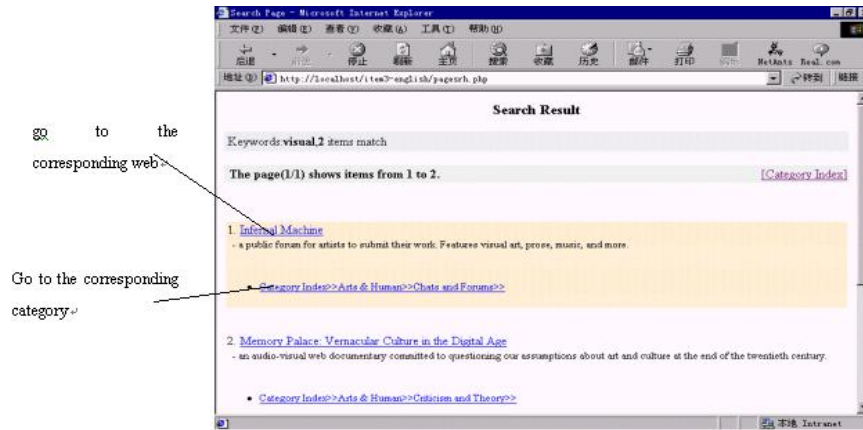 Search Page - Microsoft Internet Explorer
文件(F) 编辑(E) 查看(V) 收藏(A) 工具(T) 帮助(H)
后退 前进 停止 刷新 主页 搜索 收藏 历史 邮件 打印 NetAnts Real.com
地址(D) http://localhost/item3-english/pagesrh.php 转到 链接
Search Result
Keywords:visual,2 items match
The page(1/1) shows items from 1 to 2. [Category Index]
go to the
corresponding web
1. Infernal Machine
- a public forum for artists to submit their work. Features visual art, prose, music, and more.
Go to the corresponding
category
• Category Index>>Arts & Human>>Chats and Forums>>
2. Memory Palace: Vernacular Culture in the Digital Age
- an audio-visual web documentary committed to questioning our assumptions about art and culture at the end of the twentieth century.
• Category Index>>Arts & Human>>Criticism and Theory>>
本地 Intranet